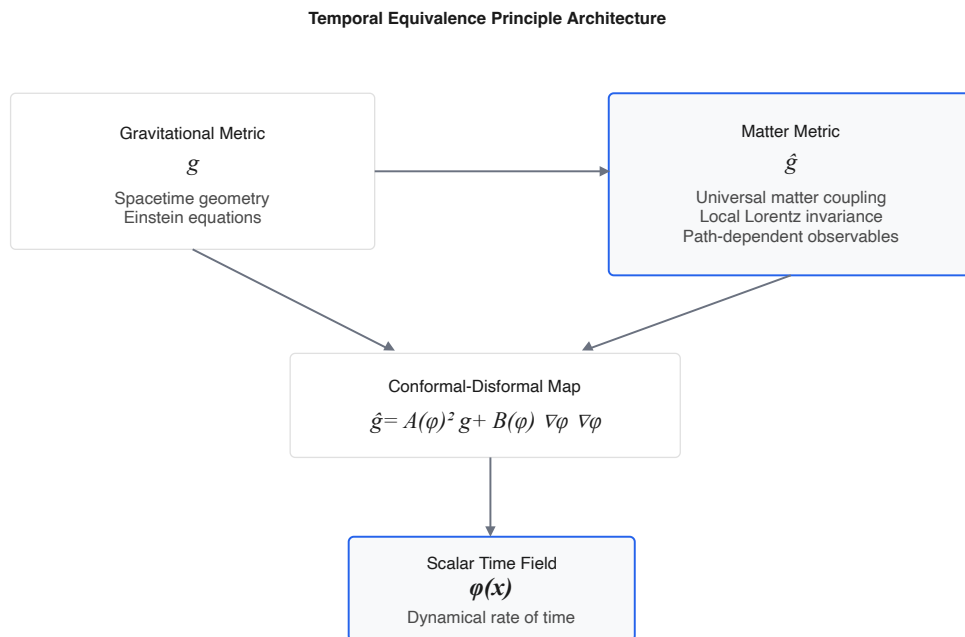 Temporal Equivalence Principle Architecture
Gravitational Metric
g
Spacetime geometry
Einstein equations
Matter Metric
ĝ
Universal matter coupling
Local Lorentz invariance
Path-dependent observables
Conformal-Disformal Map
ĝ= A(φ)² g+ B(φ) ∇φ ∇φ
Scalar Time Field
φ(x)
Dynamical rate of time